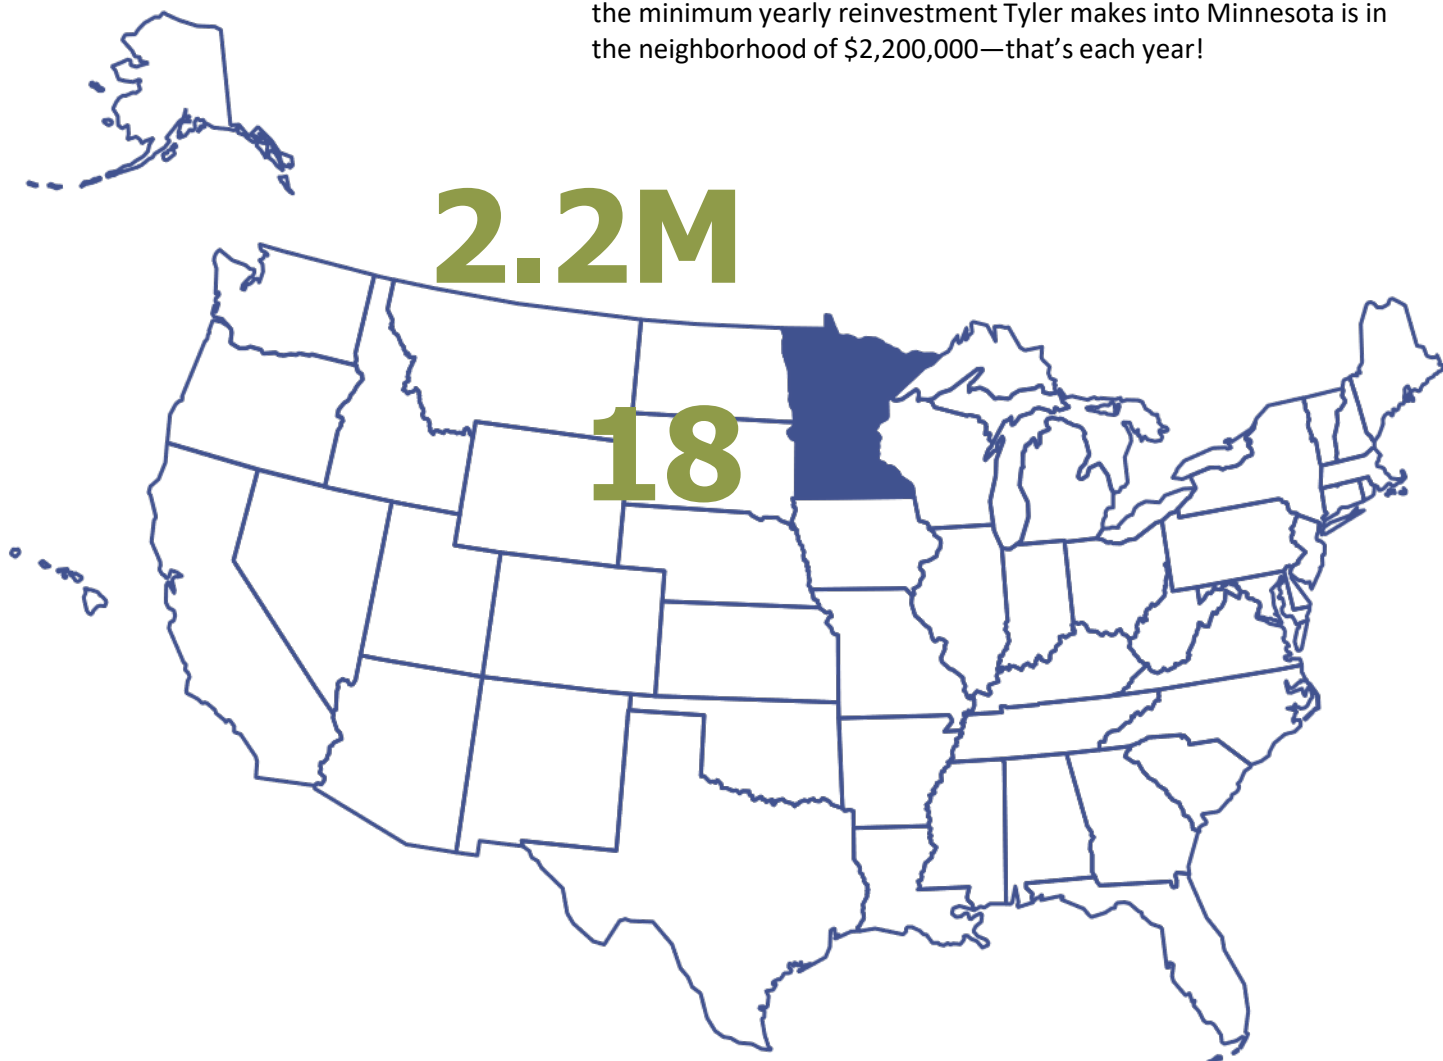 the minimum yearly reinvestment Tyler makes into Minnesota is in
the neighborhood of $2,200,000—that’s each year!
2.2M
18